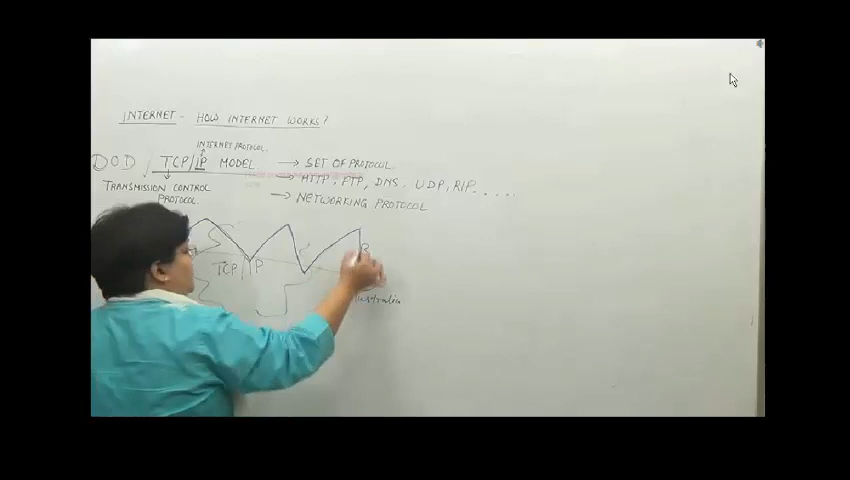 INTERNET - HOW INTERNET WORKS?
INTERNET PROTOCOL.
DOD / TCP/IP MODEL → SET OF PROTOCOL.
→ HTTP, FTP, DNS, UDP, RIP......
TRANSMISSION CONTROL
PROTOCOL.
→ NETWORKING PROTOCOL
B
TCP/IP
ustralia